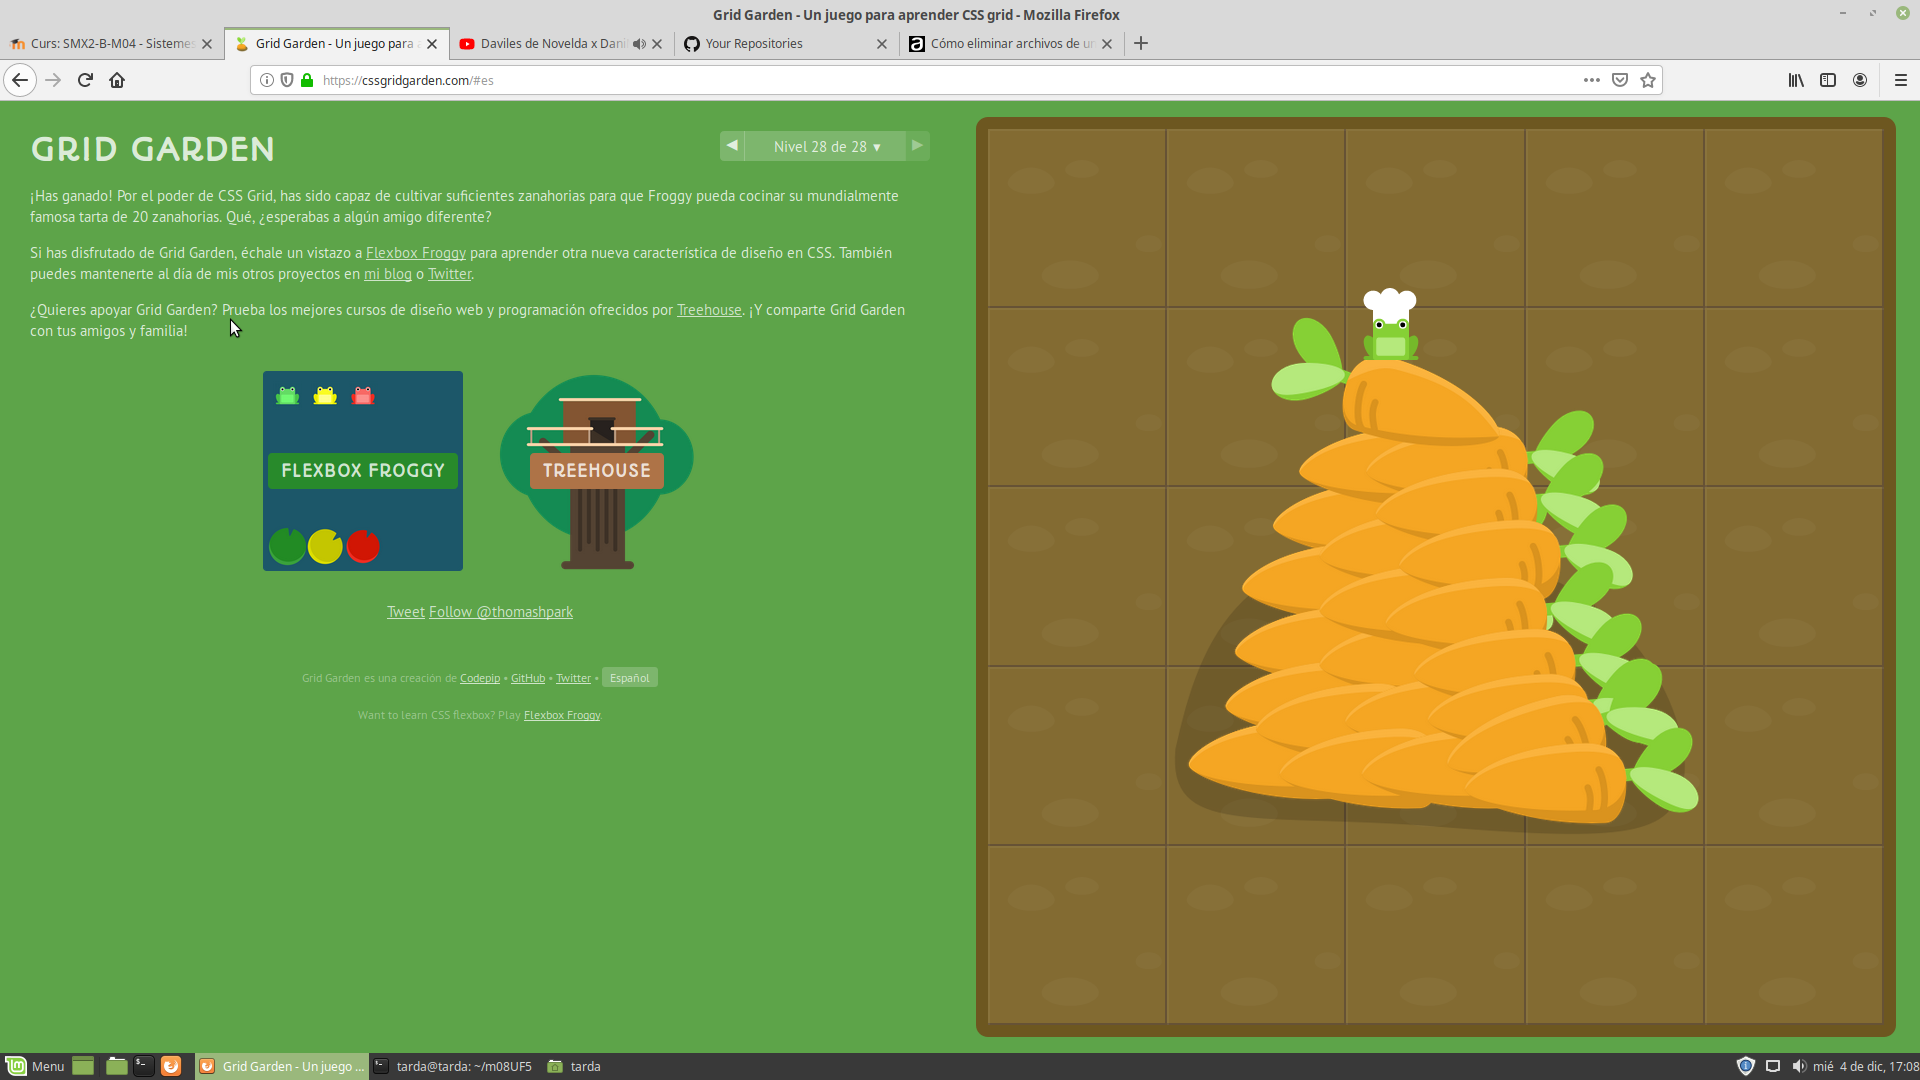 Grid Garden - Un juego para aprender CSS grid - Mozilla Firefox
Curs: SMX2-B-M04 - Sisteme
Grid Garden - Un juego para
Daviles de Novelda x Dani
Your Repositories
Cómo eliminar archivos de u
https://cssgridgarden.com/#es
GRID GARDEN
◀ Nivel 28 de 28 ▼ ▶
¡Has ganado! Por el poder de CSS Grid, has sido capaz de cultivar suficientes zanahorias para que Froggy pueda cocinar su mundialmente
famosa tarta de 20 zanahorias. Qué, ¿esperabas a algún amigo diferente?
Si has disfrutado de Grid Garden, échale un vistazo a Flexbox Froggy para aprender otra nueva característica de diseño en CSS. También
puedes mantenerte al día de mis otros proyectos en mi blog o Twitter.
¿Quieres apoyar Grid Garden? Prueba los mejores cursos de diseño web y programación ofrecidos por Treehouse. ¡Y comparte Grid Garden
con tus amigos y familia!
FLEXBOX FROGGY
TREEHOUSE
Tweet Follow @thomashpark
Grid Garden es una creación de Codepip • GitHub • Twitter • Español
Want to learn CSS flexbox? Play Flexbox Froggy.
Menu
Grid Garden - Un juego ...
tarda@tarda: ~/m08UF5
tarda
mié 4 de dic, 17:08